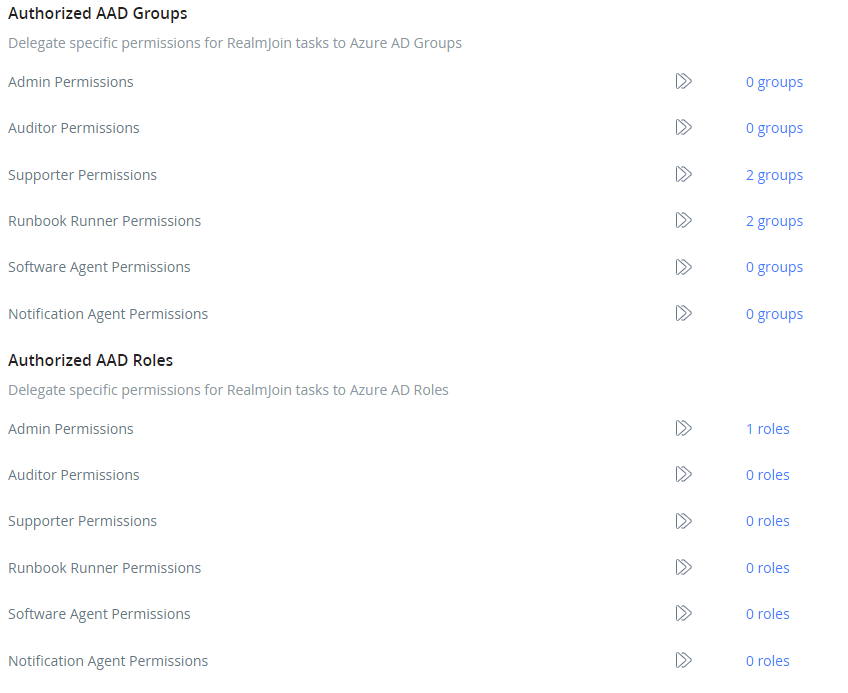 Authorized AAD Groups
Delegate specific permissions for RealmJoin tasks to Azure AD Groups
Admin Permissions 0 groups
Auditor Permissions 0 groups
Supporter Permissions 2 groups
Runbook Runner Permissions 2 groups
Software Agent Permissions 0 groups
Notification Agent Permissions 0 groups
Authorized AAD Roles
Delegate specific permissions for RealmJoin tasks to Azure AD Roles
Admin Permissions 1 roles
Auditor Permissions 0 roles
Supporter Permissions 0 roles
Runbook Runner Permissions 0 roles
Software Agent Permissions 0 roles
Notification Agent Permissions 0 roles